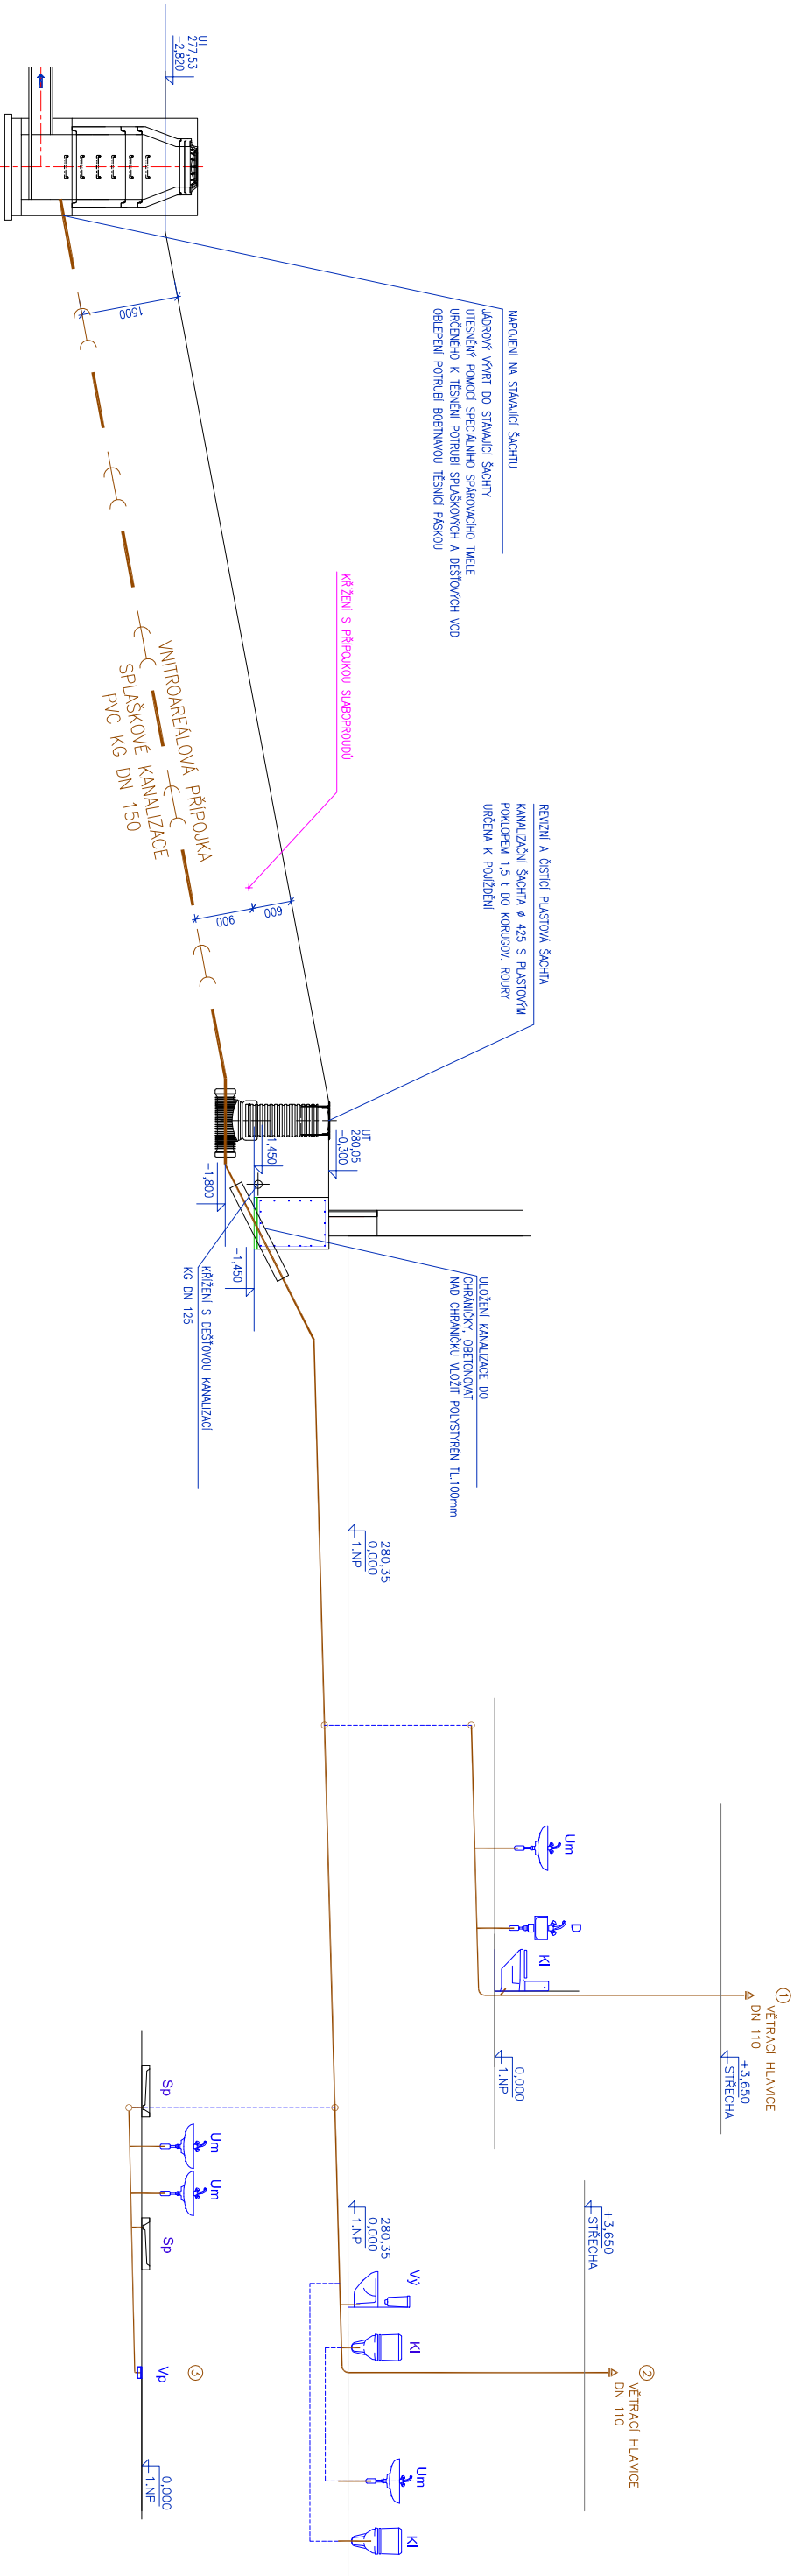 UT
277,53
-2,820
1500
NAPOJENÍ NA STÁVAJÍCÍ ŠACHTU
JÁDROVÝ VÝVRT DO STÁVAJÍCÍ ŠACHTY
UTESNĚNÝ POMOCÍ SPECIÁLNÍHO SPÁROVACÍHO TMELE
URČENÉHO K TĚSNĚNÍ POTRUBÍ SPLAŠKOVÝCH A DEŠŤOVÝCH VOD
OBLEPENÍ POTRUBÍ BOBTNAVOU TĚSNÍCÍ PÁSKOU
KŘÍŽENÍ S PŘÍPOJKOU SLABOPROUDŮ
VNITROAREÁLOVÁ PŘÍPOJKA
SPLAŠKOVÉ KANALIZACE
PVC KG DN 150
600
900
REVIZNÍ A ČISTÍCÍ PLASTOVÁ ŠACHTA
KANALIZAČNÍ ŠACHTA ø 425 S PLASTOVÝM
POKLOPEM 1,5 t DO KORUGOV. ROURY
URČENA K POJÍŽDĚNÍ
UT
280,05
-0,300
-1,450
-1,800
-1,450
KŘÍŽENÍ S DEŠŤOVOU KANALIZACÍ
KG DN 125
ULOŽENÍ KANALIZACE DO
CHRÁNIČKY, OBETONOVAT
NAD CHRÁNIČKU VLOŽIT POLYSTYRÉN TL.100mm
280,35
0,000
1.NP
Um
D
Kl
1
VĚTRACÍ HLAVICE
DN 110
+3,650
STŘECHA
0,000
1.NP
Sp
Um
Um
Sp
Vp
3
0,000
1.NP
280,35
0,000
1.NP
+3,650
STŘECHA
Vý
Kl
2
VĚTRACÍ HLAVICE
DN 110
Um
Kl